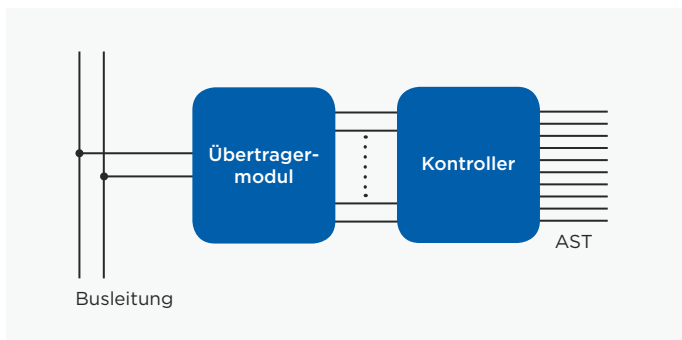 Übertrager-
modul
Kontroller
AST
Busleitung